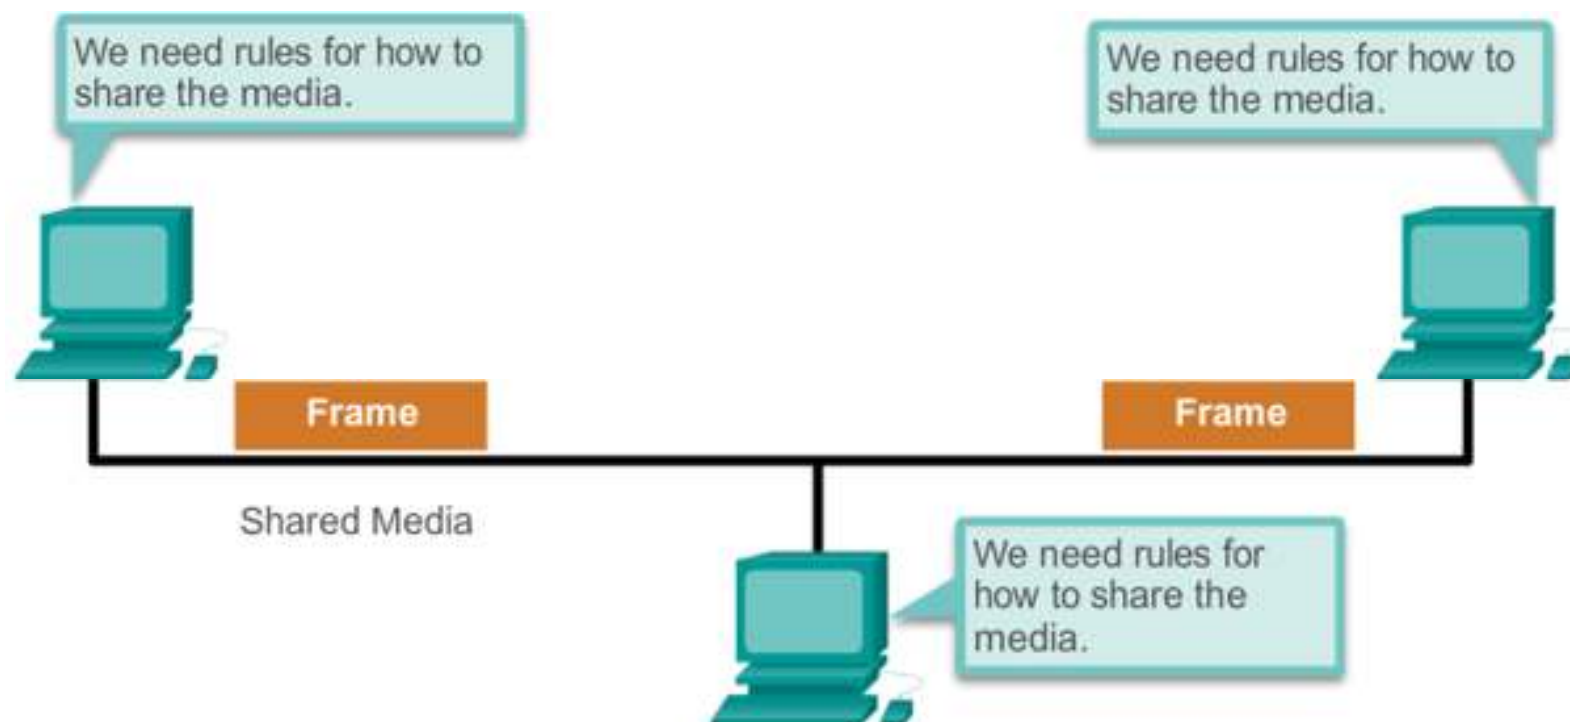 We need rules for how to
share the media.
We need rules for how to
share the media.
Frame
Frame
Shared Media
We need rules for
how to share the
media.